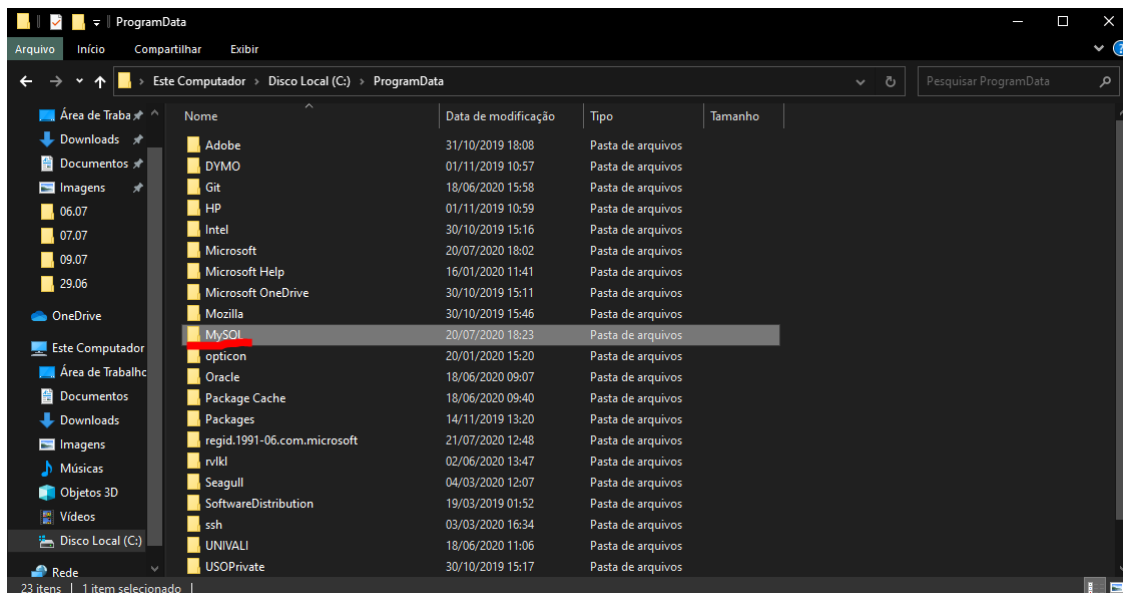 ProgramData
Arquivo Início Compartilhar Exibir
Este Computador Disco Local (C:) ProgramData
Pesquisar ProgramData
Área de Traba
Downloads
Documentos
Imagens
06.07
07.07
09.07
29.06
OneDrive
Este Computador
Área de Trabalho
Documentos
Downloads
Imagens
Músicas
Objetos 3D
Vídeos
Disco Local (C:)
Rede
Nome Data de modificação Tipo Tamanho
Adobe 31/10/2019 18:08 Pasta de arquivos
DYMO 01/11/2019 10:57 Pasta de arquivos
Git 18/06/2020 15:58 Pasta de arquivos
HP 01/11/2019 10:59 Pasta de arquivos
Intel 30/10/2019 15:16 Pasta de arquivos
Microsoft 20/07/2020 18:02 Pasta de arquivos
Microsoft Help 16/01/2020 11:41 Pasta de arquivos
Microsoft OneDrive 30/10/2019 15:11 Pasta de arquivos
Mozilla 30/10/2019 15:46 Pasta de arquivos
MySQL 20/07/2020 18:23 Pasta de arquivos
opticon 20/01/2020 15:20 Pasta de arquivos
Oracle 18/06/2020 09:07 Pasta de arquivos
Package Cache 18/06/2020 09:40 Pasta de arquivos
Packages 14/11/2019 13:20 Pasta de arquivos
regid.1991-06.com.microsoft 21/07/2020 12:48 Pasta de arquivos
rvlkl 02/06/2020 13:47 Pasta de arquivos
Seagull 04/03/2020 12:07 Pasta de arquivos
SoftwareDistribution 19/03/2019 01:52 Pasta de arquivos
ssh 03/03/2020 16:34 Pasta de arquivos
UNIVALI 18/06/2020 11:06 Pasta de arquivos
USOPrivate 30/10/2019 15:17 Pasta de arquivos
23 itens 1 item selecionado